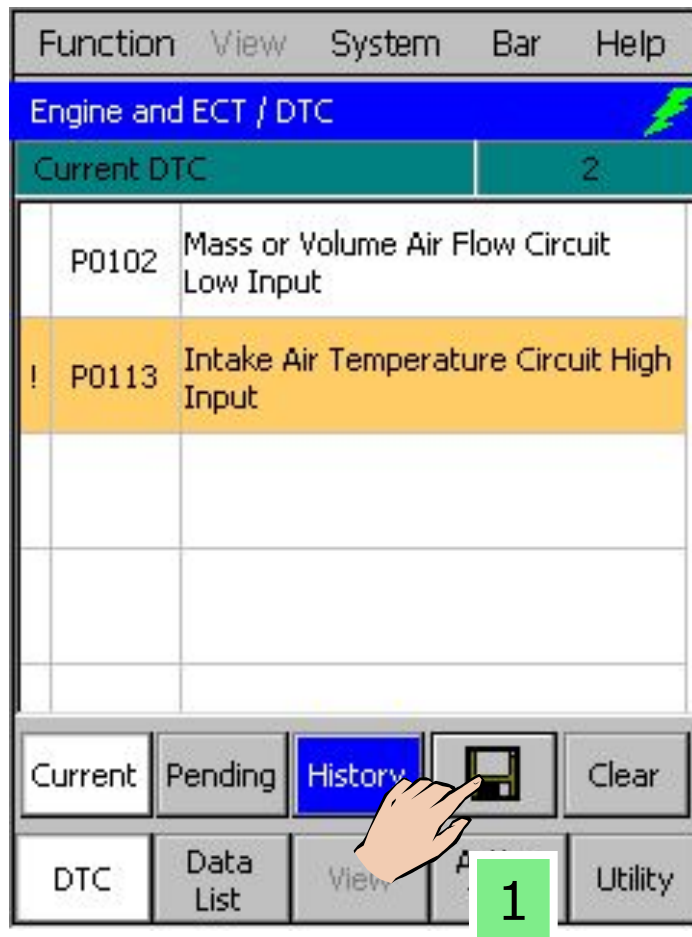 Function View System Bar Help
Engine and ECT / DTC
Current DTC 2
P0102 Mass or Volume Air Flow Circuit
Low Input
! P0113 Intake Air Temperature Circuit High
Input
Current Pending History Clear
DTC Data
List View Utility
1